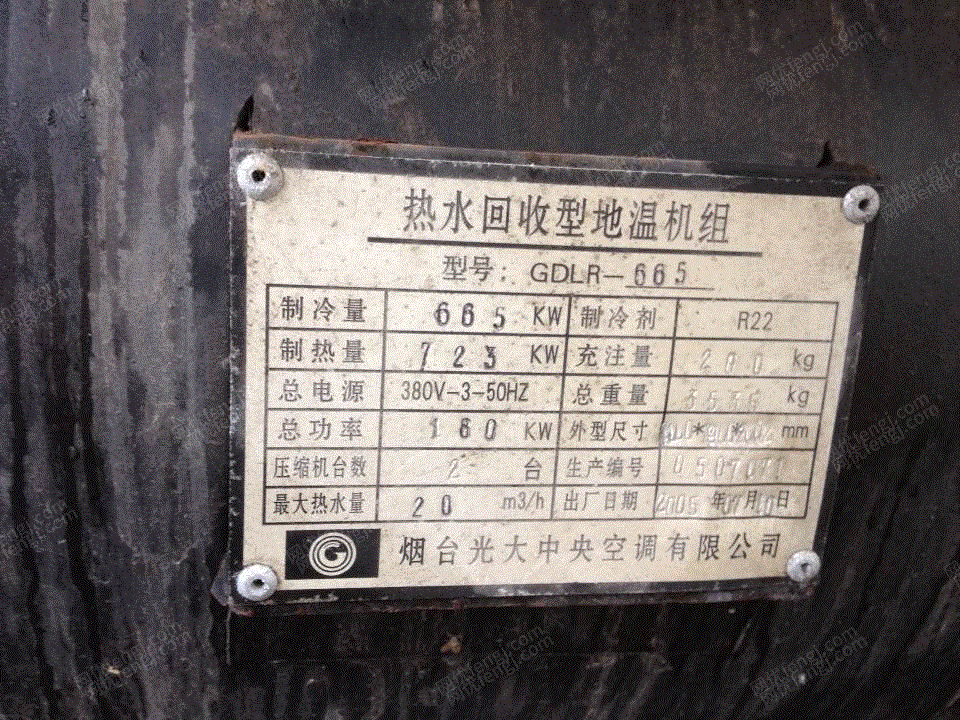 热水回收型地温机组
型号: GDLR-665
制冷量 665 KW 制冷剂 R22
制热量 723 KW 充注量 200 kg
总电源 380V-3-50HZ 总重量 kg
总功率 160 KW 外型尺寸 mm
压缩机台数 2 台 生产编号
最大热水量 20 m3/h 出厂日期 2005 年 07 月 日
G 烟台光大中央空调有限公司